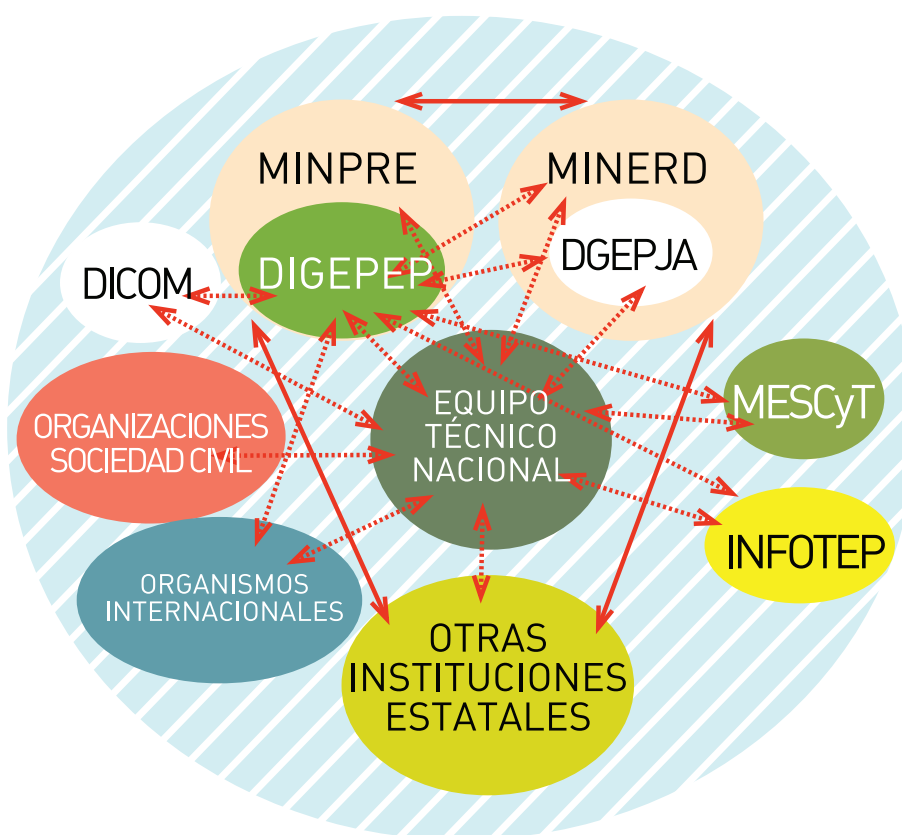 MINPRE
MINERD
DIGEPEP
DGEPJA
DICOM
EQUIPO
TÉCNICO
NACIONAL
MESCyT
ORGANIZACIONES
SOCIEDAD CIVIL
INFOTEP
ORGANISMOS
INTERNACIONALES
OTRAS
INSTITUCIONES
ESTATALES